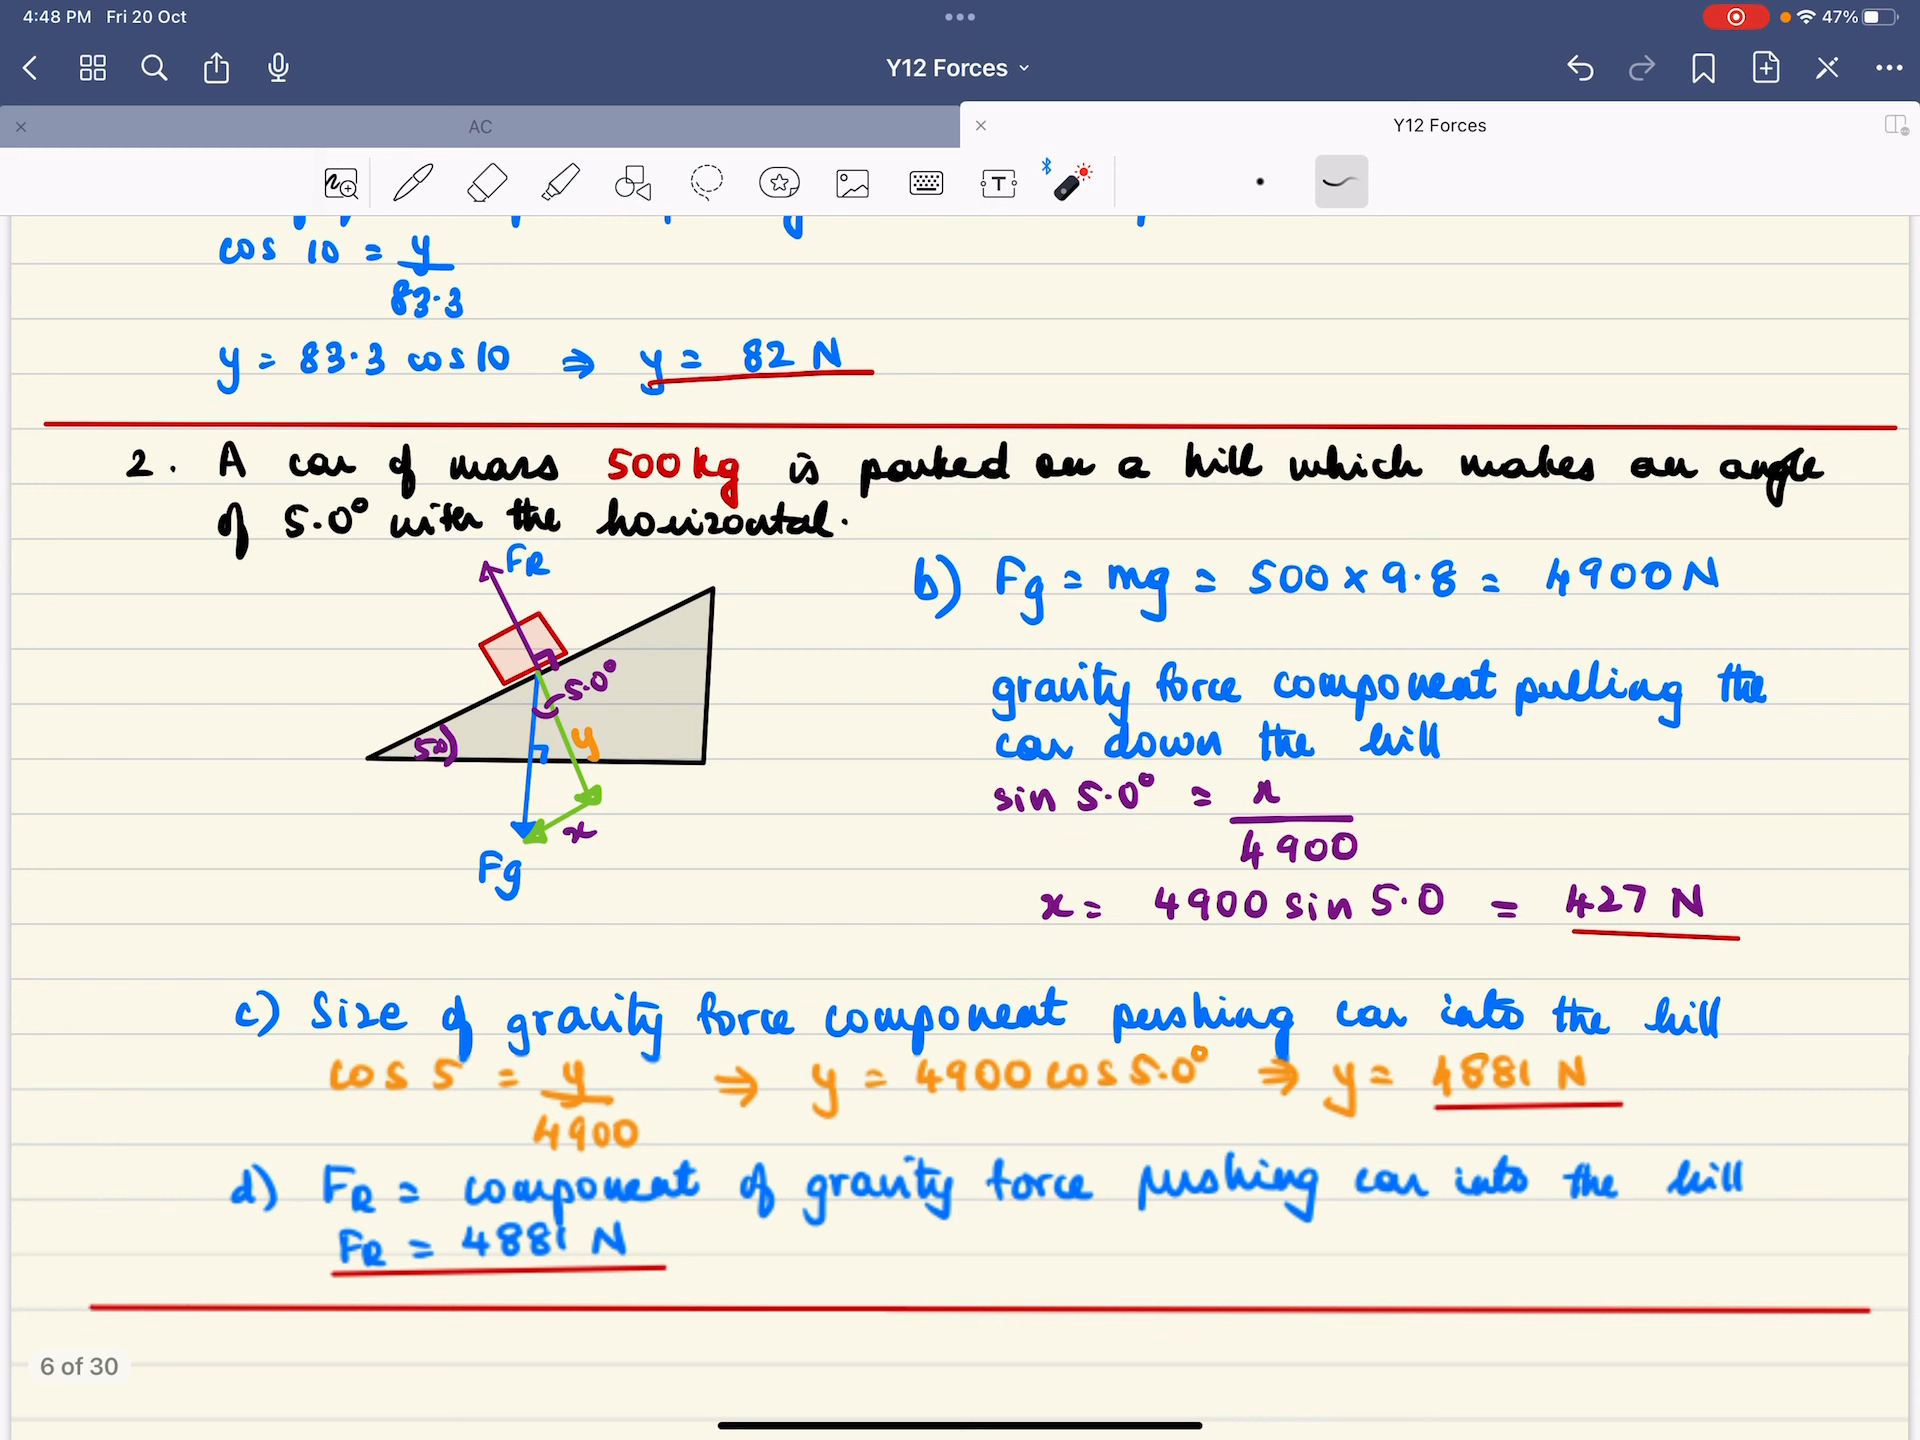 4:48 PM Fri 20 Oct
47%
Y12 Forces
AC
Y12 Forces
cos 10 = y
83.3
y = 83.3 cos10 ⇒ y = 82 N
2. A car of mass 500 kg is parked on a hill which makes an angle
of 5.0° with the horizontal.
FR
5.0°
50
y
x
Fg
b) Fg = mg = 500 x 9.8 = 4900 N
gravity force component pulling the
car down the hill
sin 5.0° = x
4900
x = 4900 sin 5.0 = 427 N
c) Size of gravity force component pushing car into the hill
cos 5 = y ⇒ y = 4900 cos 5.0° ⇒ y = 4881 N
4900
d) FR = component of gravity force pushing car into the hill
FR = 4881 N
6 of 30